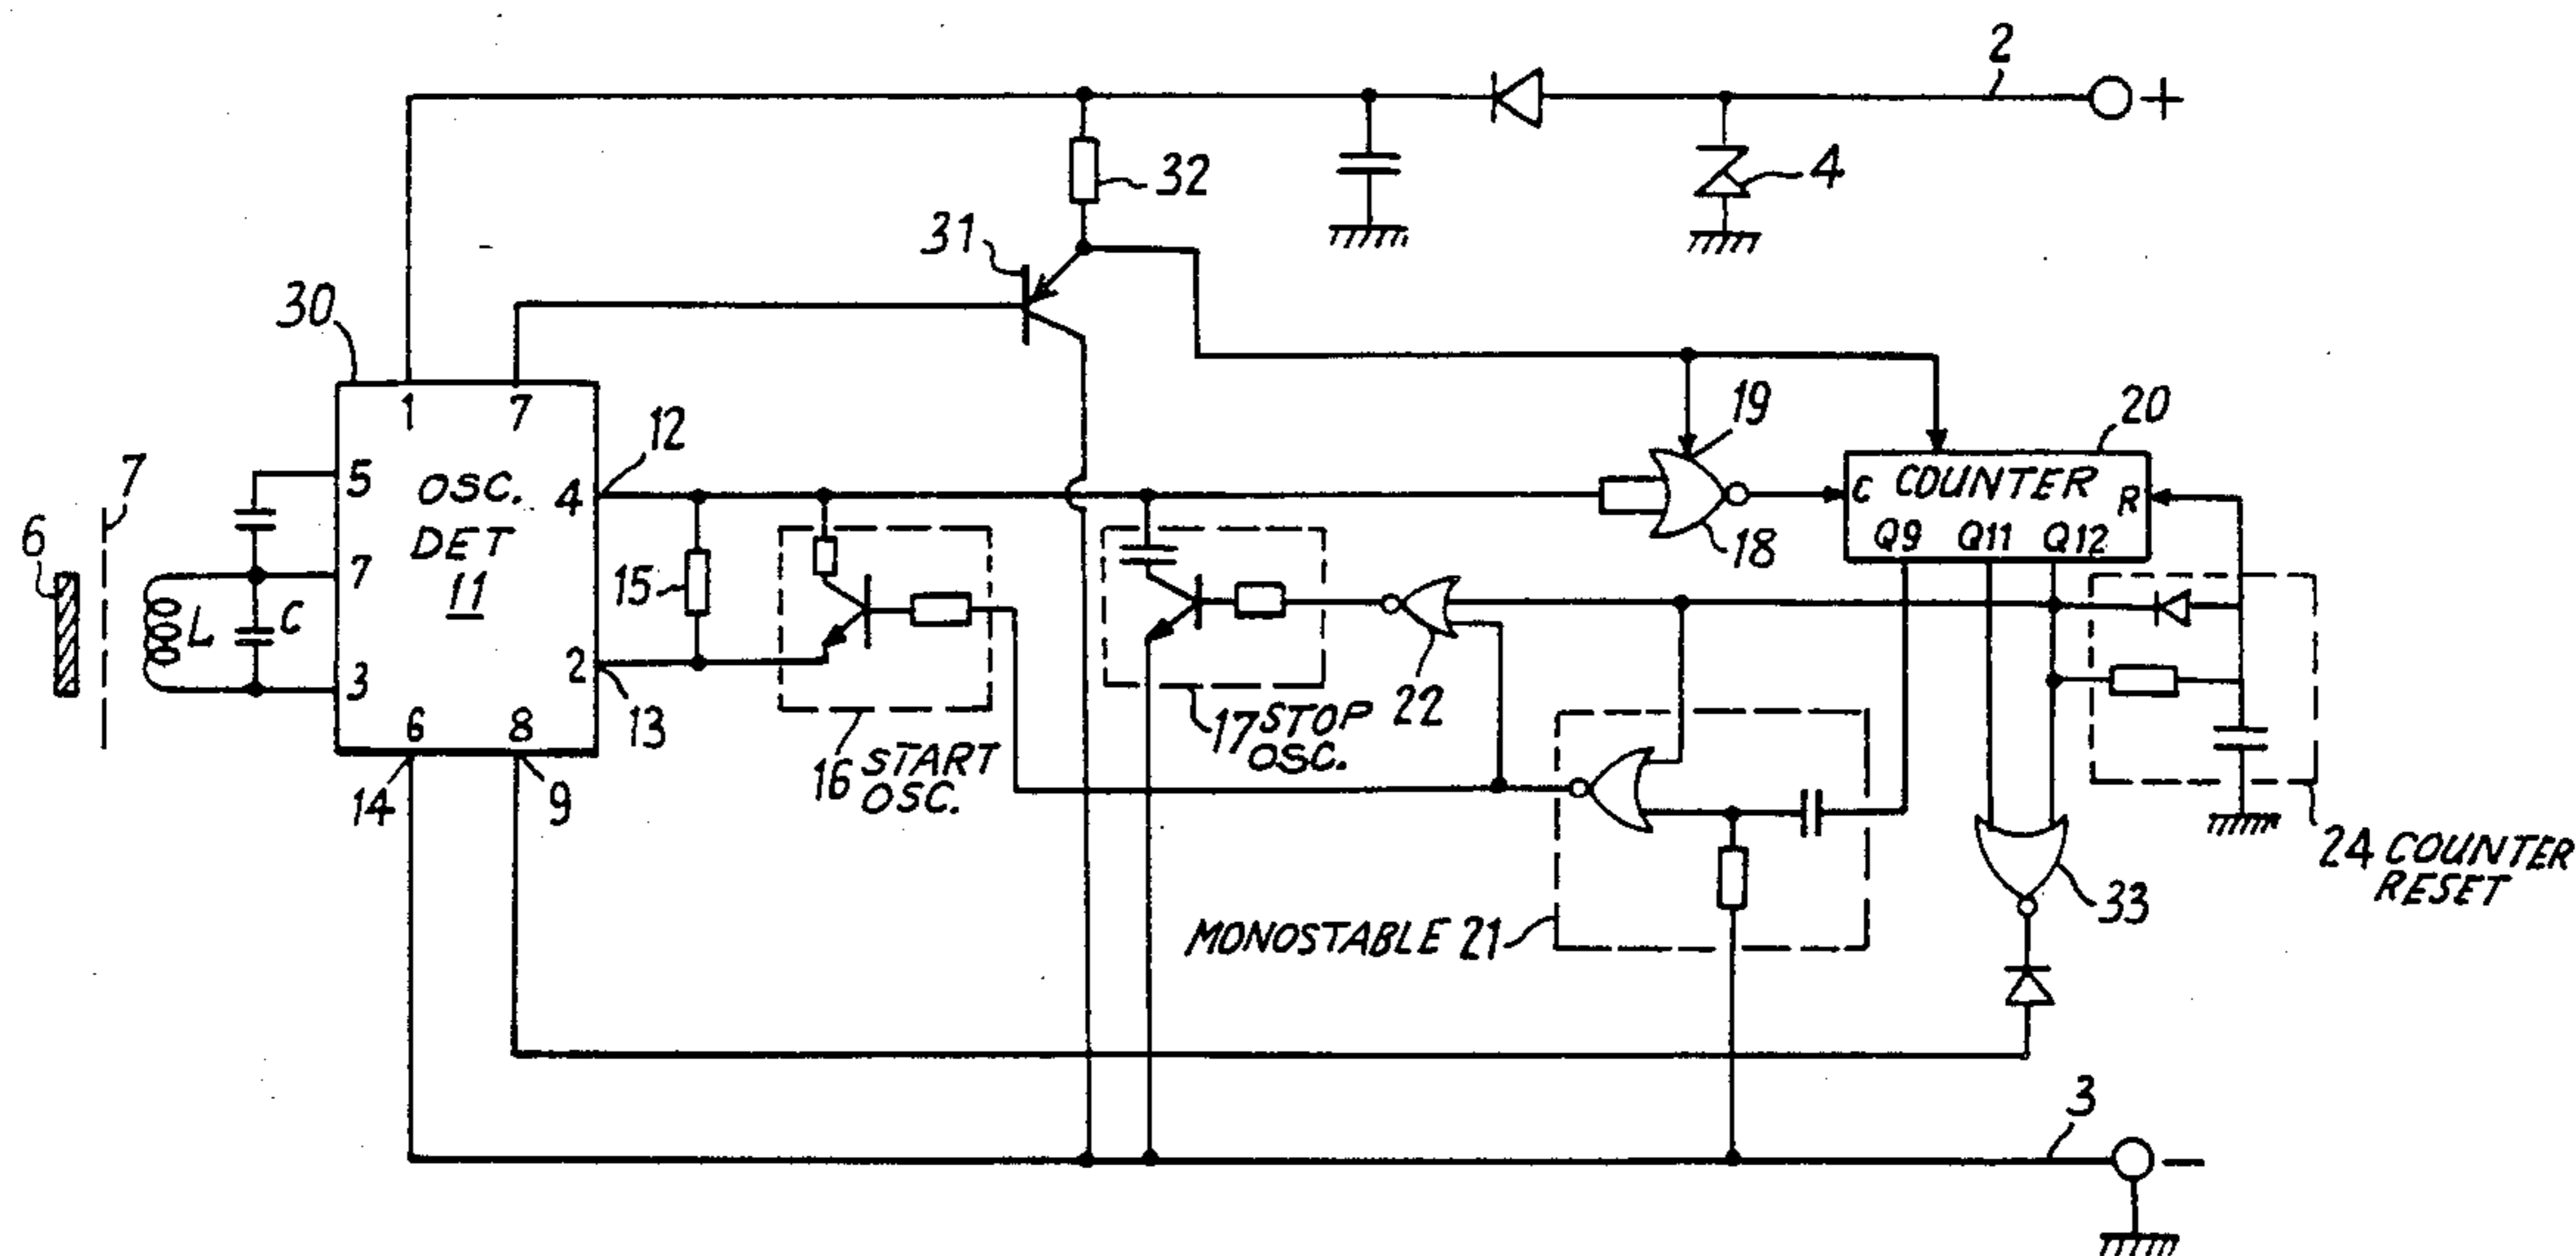 2
+
32
4
31
30
1
7
19
20
12
5
OSC.
4
C COUNTER R
7
DET
18
Q9 Q11 Q12
6
11
15
L
C
7
3
2
6
8
13
17 STOP
OSC.
22
16 START
OSC.
14
9
24 COUNTER
RESET
33
MONOSTABLE 21
3
−